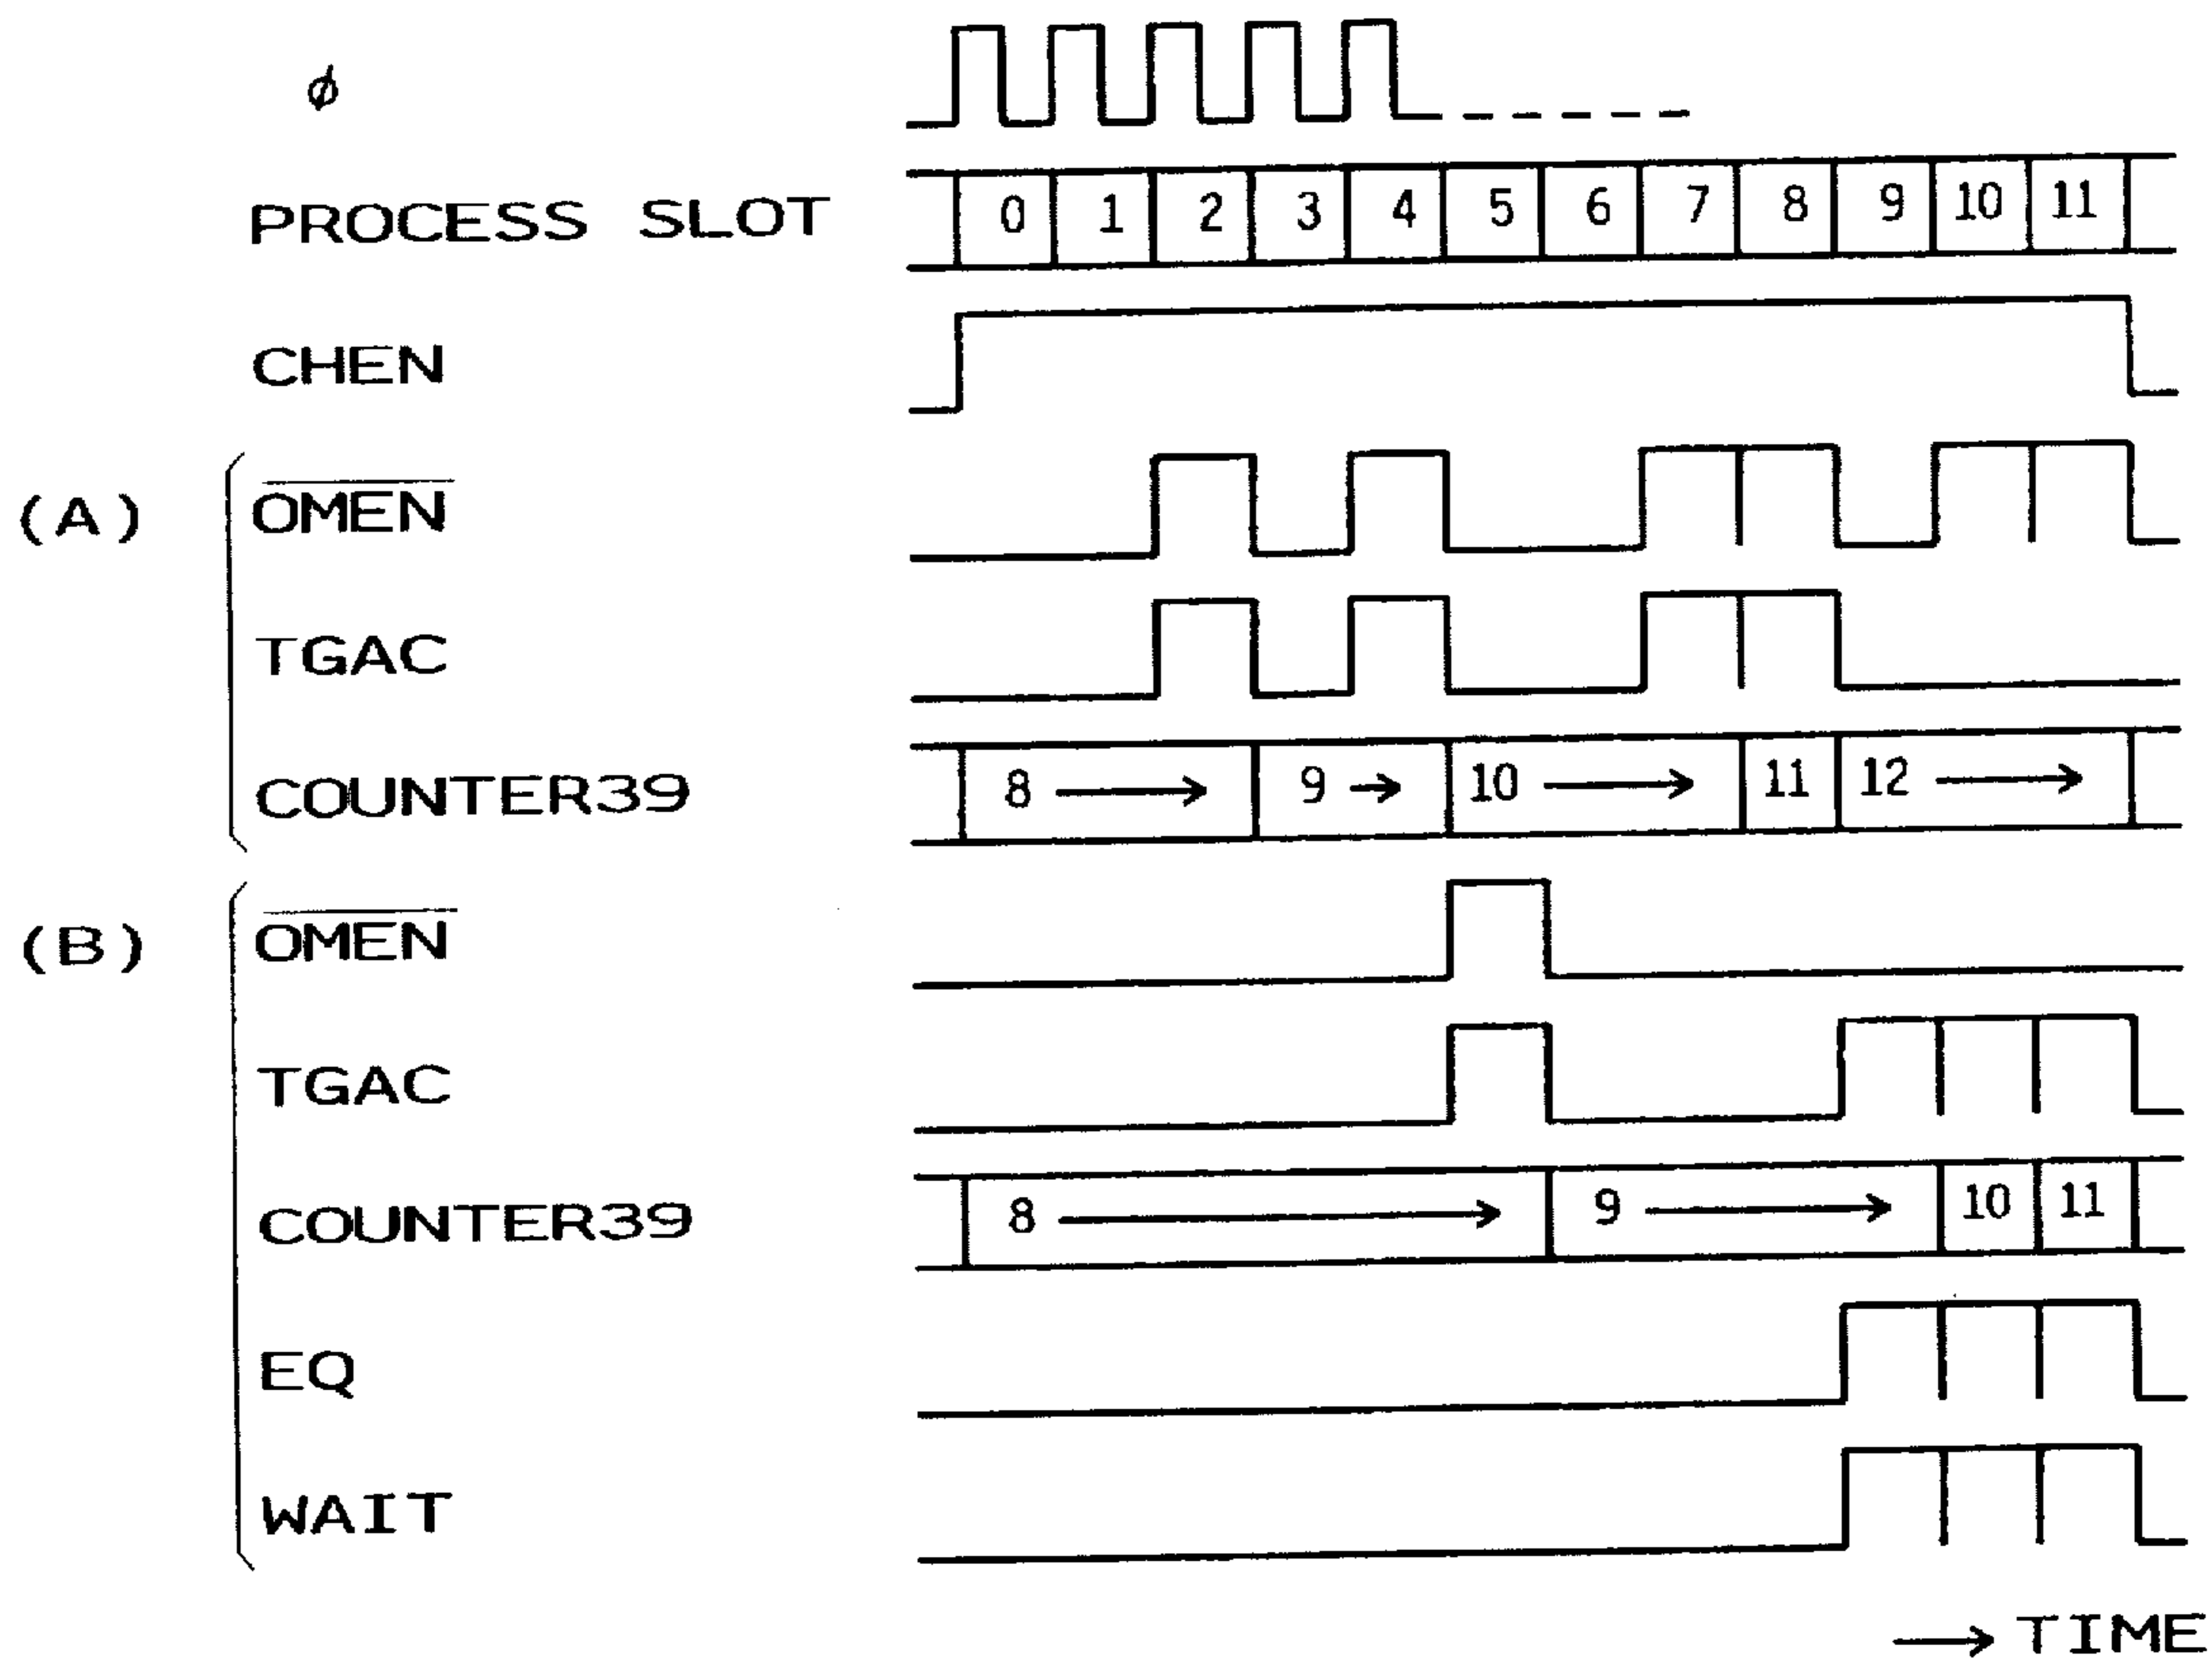 ϕ
PROCESS SLOT 0 1 2 3 4 5 6 7 8 9 10 11
CHEN
(A) OMEN
TGAC
COUNTER39 8 → 9 → 10 → 11 12 →
(B) OMEN
TGAC
COUNTER39 8 → 9 → 10 11
EQ
WAIT
→ TIME